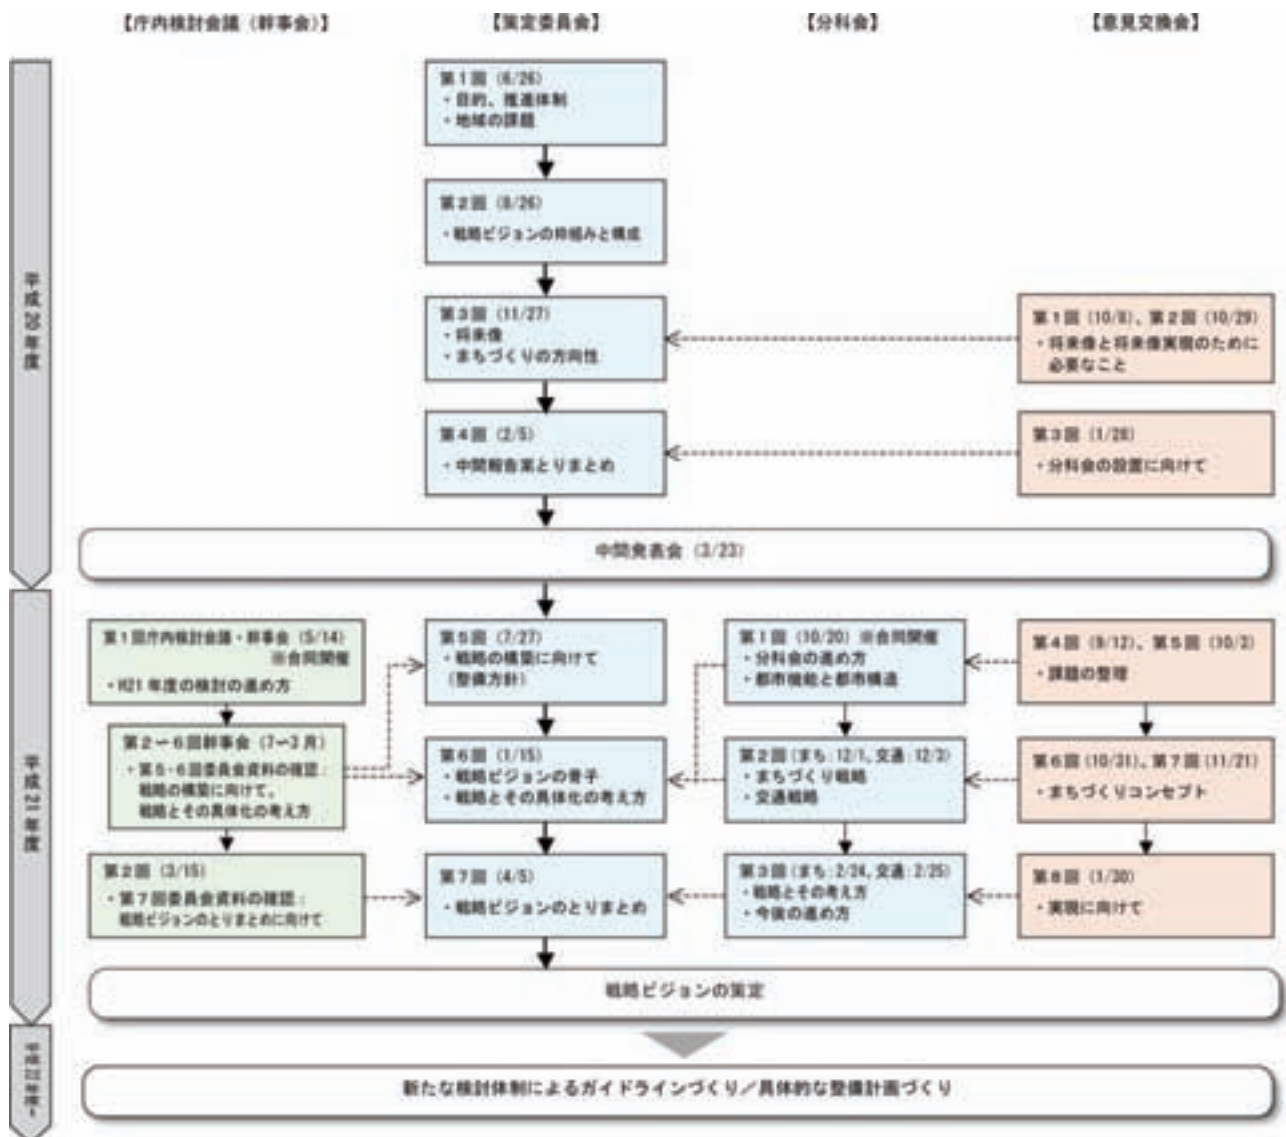 【庁内検討会議（幹事会）】
【策定委員会】
【分科会】
【意見交換会】
平成20年度
第1回（6/26）
・目的、推進体制
・地域の課題
第2回（8/26）
・戦略ビジョンの枠組みと構成
第3回（11/27）
・将来像
・まちづくりの方向性
第1回（10/8）、第2回（10/29）
・将来像と将来像実現のために
必要なこと
第4回（2/5）
・中間報告案とりまとめ
第3回（1/28）
・分科会の設置に向けて
中間発表会（3/23）
平成21年度
第1回庁内検討会議・幹事会（5/14）
※合同開催
・H21年度の検討の進め方
第5回（7/27）
・戦略の構築に向けて
（整備方針）
第1回（10/20）※合同開催
・分科会の進め方
・都市機能と都市構造
第4回（9/12）、第5回（10/3）
・課題の整理
第2〜6回幹事会（7〜3月）
・第5・6回委員会資料の確認：
戦略の構築に向けて、
戦略とその具体化の考え方
第6回（1/15）
・戦略ビジョンの骨子
・戦略とその具体化の考え方
第2回（まち：12/1、交通：12/3）
・まちづくり戦略
・交通戦略
第6回（10/31）、第7回（11/21）
・まちづくりコンセプト
第2回（3/15）
・第7回委員会資料の確認：
戦略ビジョンのとりまとめに向けて
第7回（4/5）
・戦略ビジョンのとりまとめ
第3回（まち：2/24、交通：2/25）
・戦略とその考え方
・今後の進め方
第8回（1/30）
・実現に向けて
戦略ビジョンの策定
平成22年度〜
新たな検討体制によるガイドラインづくり／具体的な整備計画づくり